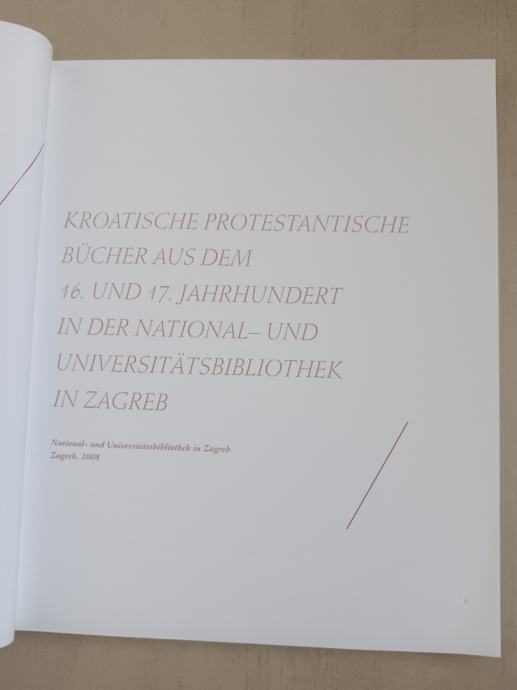 KROATISCHE PROTESTANTISCHE
BÜCHER AUS DEM
16. UND 17. JAHRHUNDERT
IN DER NATIONAL– UND
UNIVERSITÄTSBIBLIOTHEK
IN ZAGREB
National- und Universitätsbibliothek in Zagreb
Zagreb, 2008